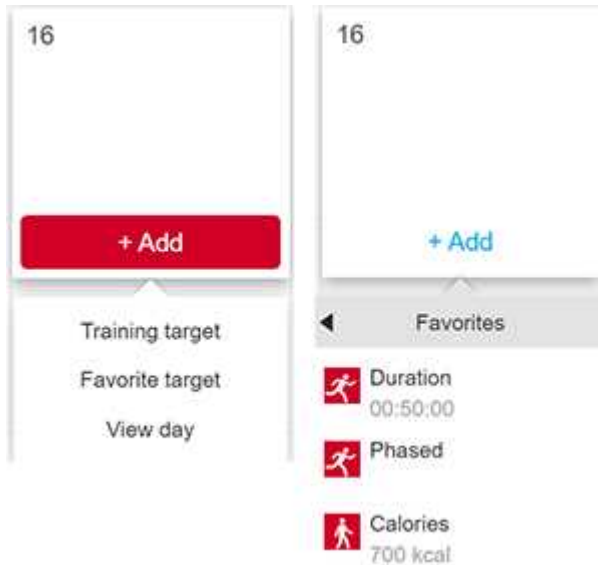 16
+ Add
Training target
Favorite target
View day
16
+ Add
Favorites
Duration
00:50:00
Phased
Calories
700 kcal